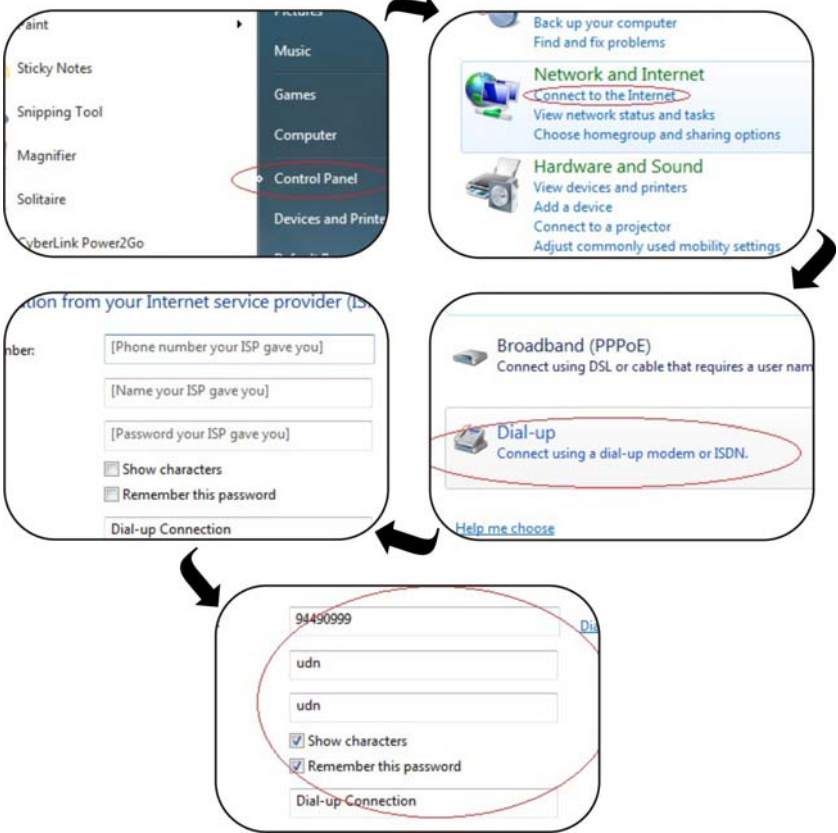 Paint
Sticky Notes
Snipping Tool
Magnifier
Solitaire
CyberLink Power2Go
Pictures
Music
Games
Computer
Control Panel
Devices and Printe
Back up your computer
Find and fix problems
Network and Internet
Connect to the Internet
View network status and tasks
Choose homegroup and sharing options
Hardware and Sound
View devices and printers
Add a device
Connect to a projector
Adjust commonly used mobility settings
Broadband (PPPoE)
Connect using DSL or cable that requires a user nam
Dial-up
Connect using a dial-up modem or ISDN.
Help me choose
tion from your Internet service provider (IS
mber:
[Phone number your ISP gave you]
[Name your ISP gave you]
[Password your ISP gave you]
Show characters
Remember this password
Dial-up Connection
94490999
Dia
udn
udn
Show characters
Remember this password
Dial-up Connection